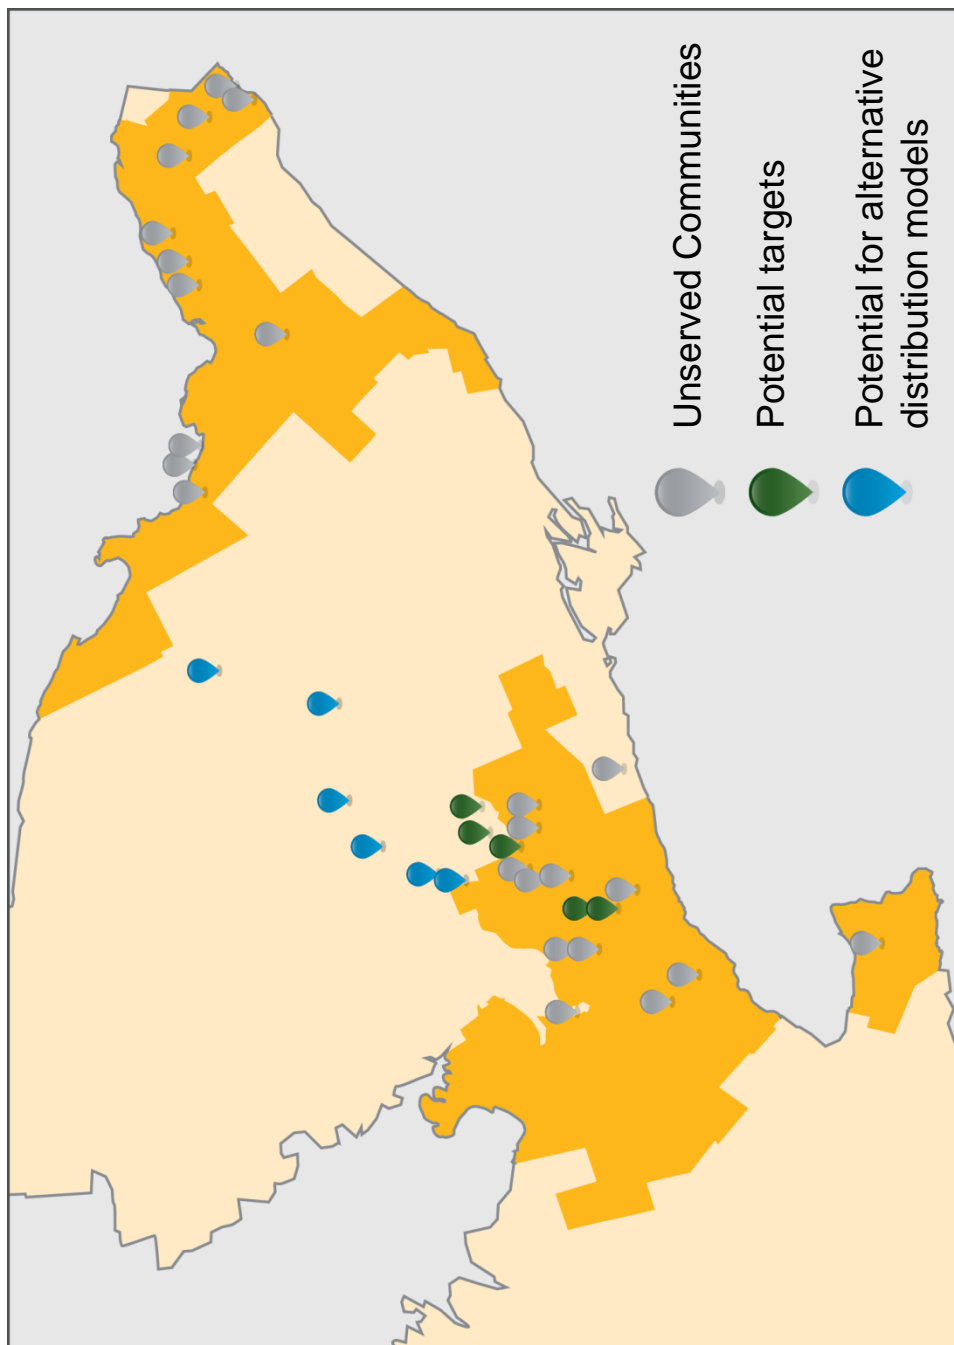 Unserved Communities
Potential targets
Potential for alternative
distribution models